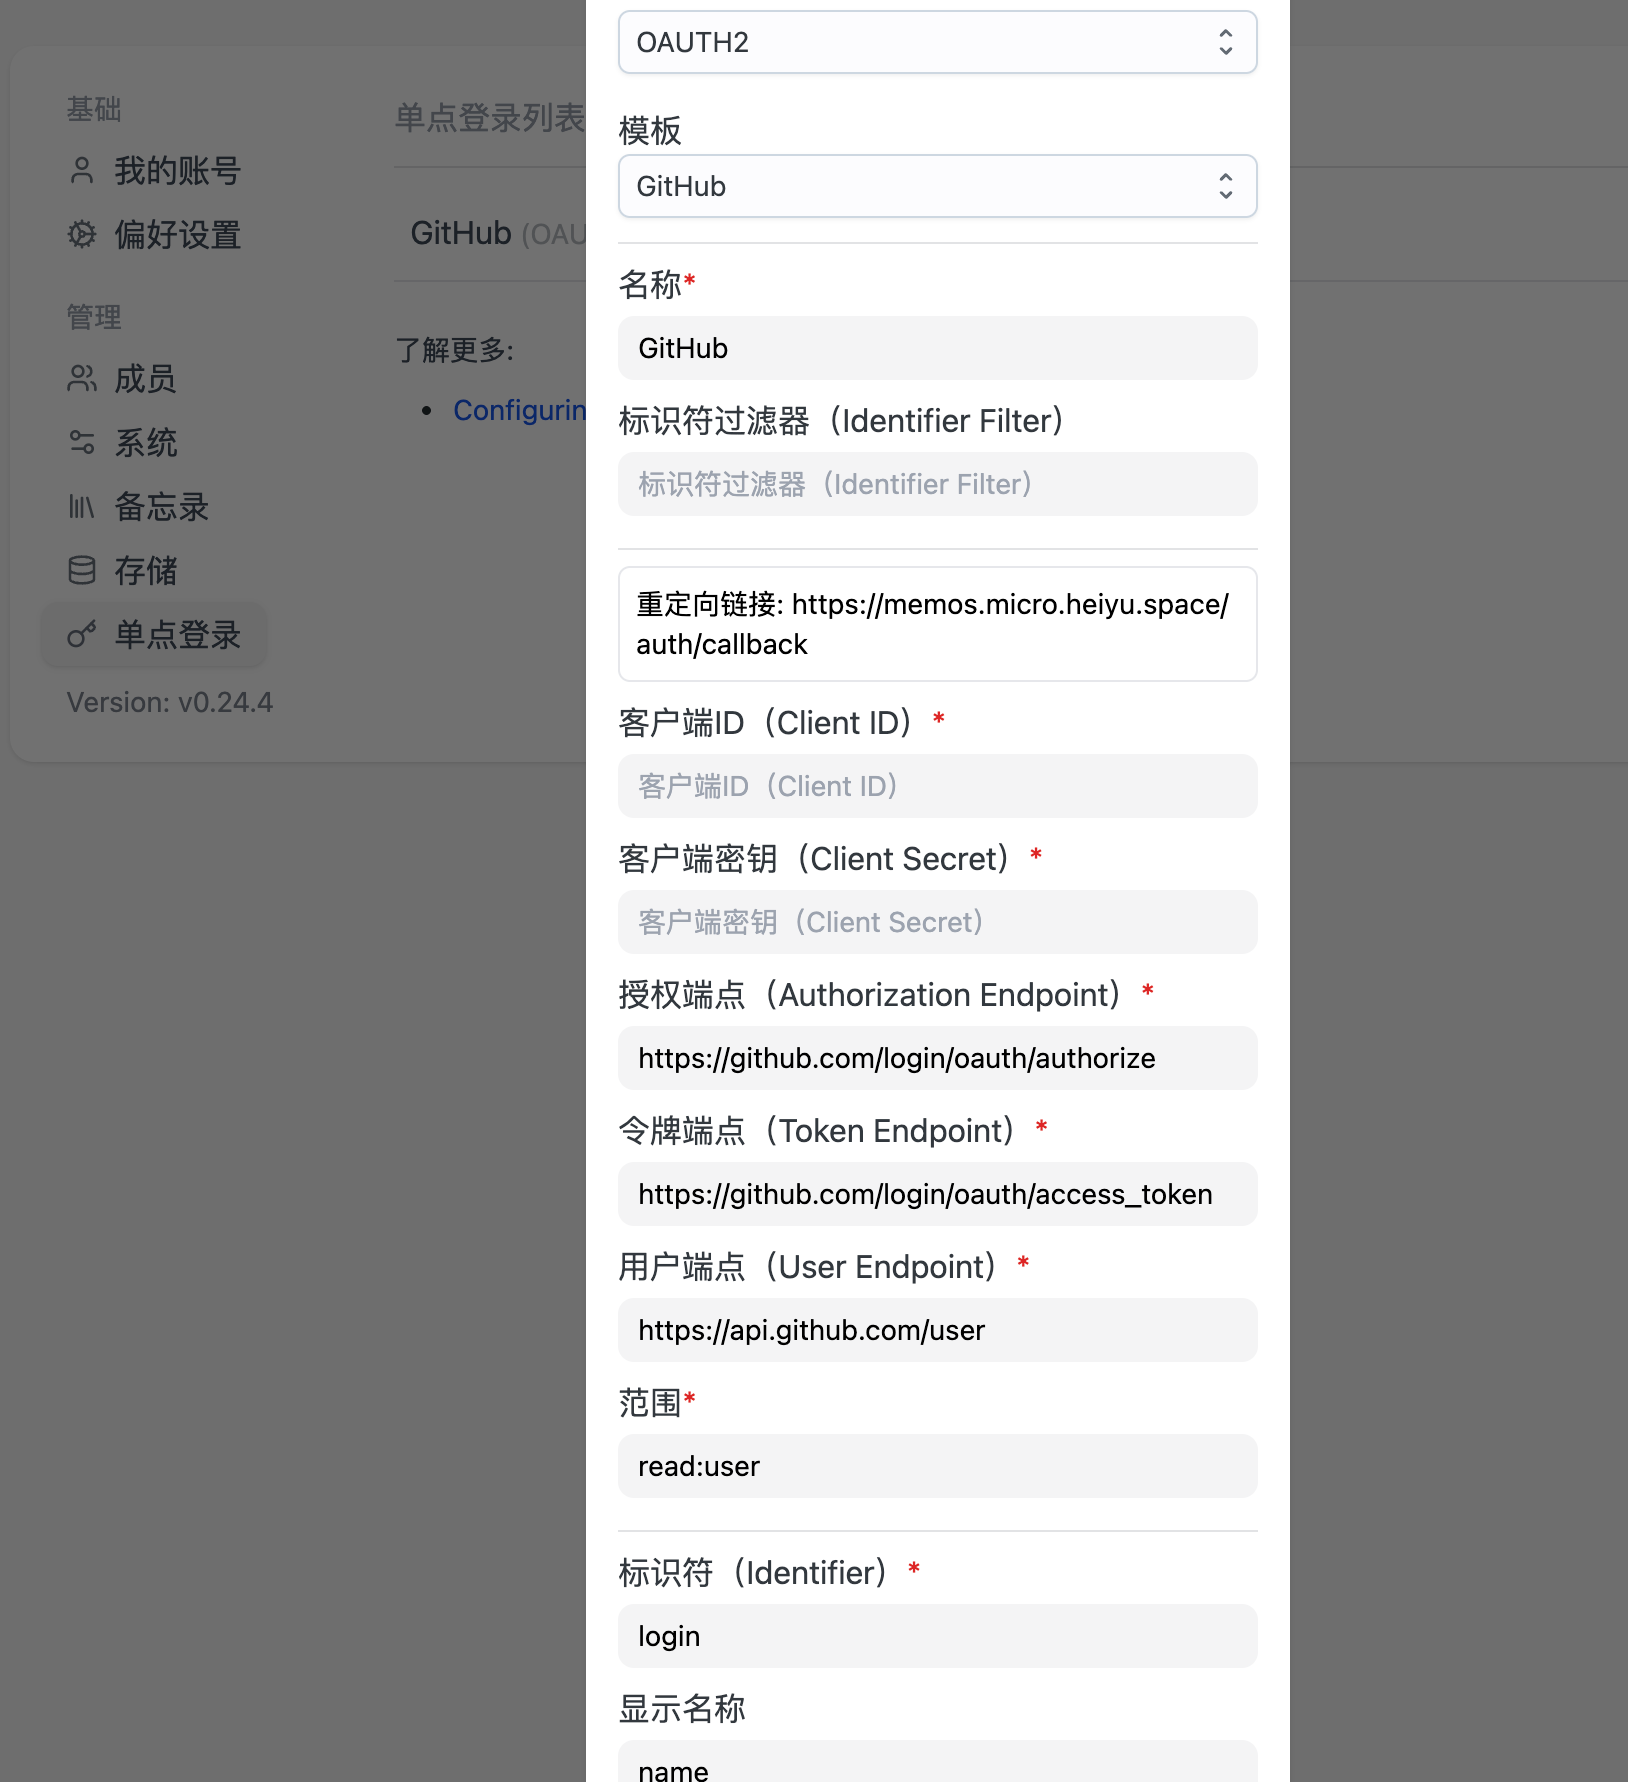 基础
我的账号
偏好设置
管理
成员
系统
备忘录
存储
单点登录
Version: v0.24.4
单点登录列表
GitHub (OAU
了解更多:
Configurin
OAUTH2
模板
GitHub
名称*
GitHub
标识符过滤器（Identifier Filter）
标识符过滤器（Identifier Filter）
重定向链接: https://memos.micro.heiyu.space/
auth/callback
客户端ID（Client ID） *
客户端ID（Client ID）
客户端密钥（Client Secret） *
客户端密钥（Client Secret）
授权端点（Authorization Endpoint） *
https://github.com/login/oauth/authorize
令牌端点（Token Endpoint） *
https://github.com/login/oauth/access_token
用户端点（User Endpoint） *
https://api.github.com/user
范围*
read:user
标识符（Identifier） *
login
显示名称
name